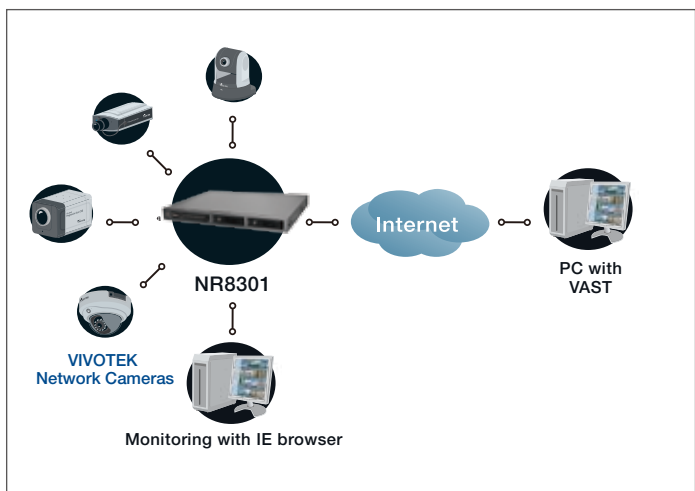 Internet
NR8301
PC with
VAST
VIVOTEK
Network Cameras
Monitoring with IE browser